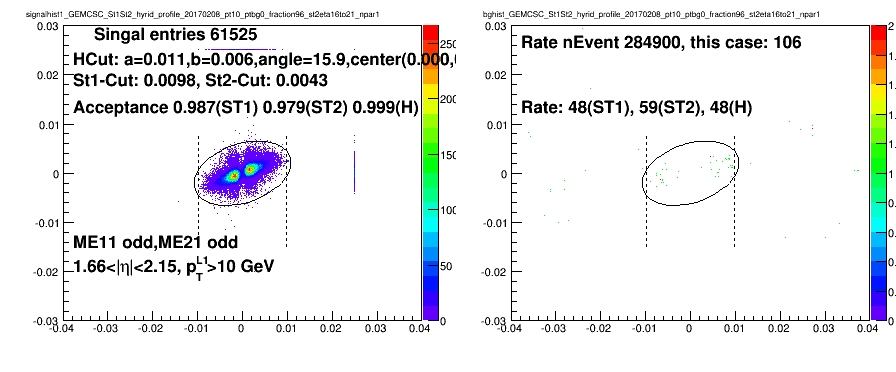 signalhist1_GEMCSC_St1St2_hyrid_profile_20170208_pt10_ptbg0_fraction96_st2eta16to21_npar1
Singal entries 61525
HCut: a=0.011,b=0.006,angle=15.9,center(0.000,
St1-Cut: 0.0098, St2-Cut: 0.0043
Acceptance 0.987(ST1) 0.979(ST2) 0.999(H)
ME11 odd,ME21 odd
1.66<|η|<2.15, p_T^L1>10 GeV
0.03
0.02
0.01
0
-0.01
-0.02
-0.03
-0.04 -0.03 -0.02 -0.01 0 0.01 0.02 0.03 0.04
250
200
150
100
50
0
bghist1_GEMCSC_St1St2_hyrid_profile_20170208_pt10_ptbg0_fraction96_st2eta16to21_npar1
Rate nEvent 284900, this case: 106
Rate: 48(ST1), 59(ST2), 48(H)
0.03
0.02
0.01
0
-0.01
-0.02
-0.03
-0.04 -0.03 -0.02 -0.01 0 0.01 0.02 0.03 0.04